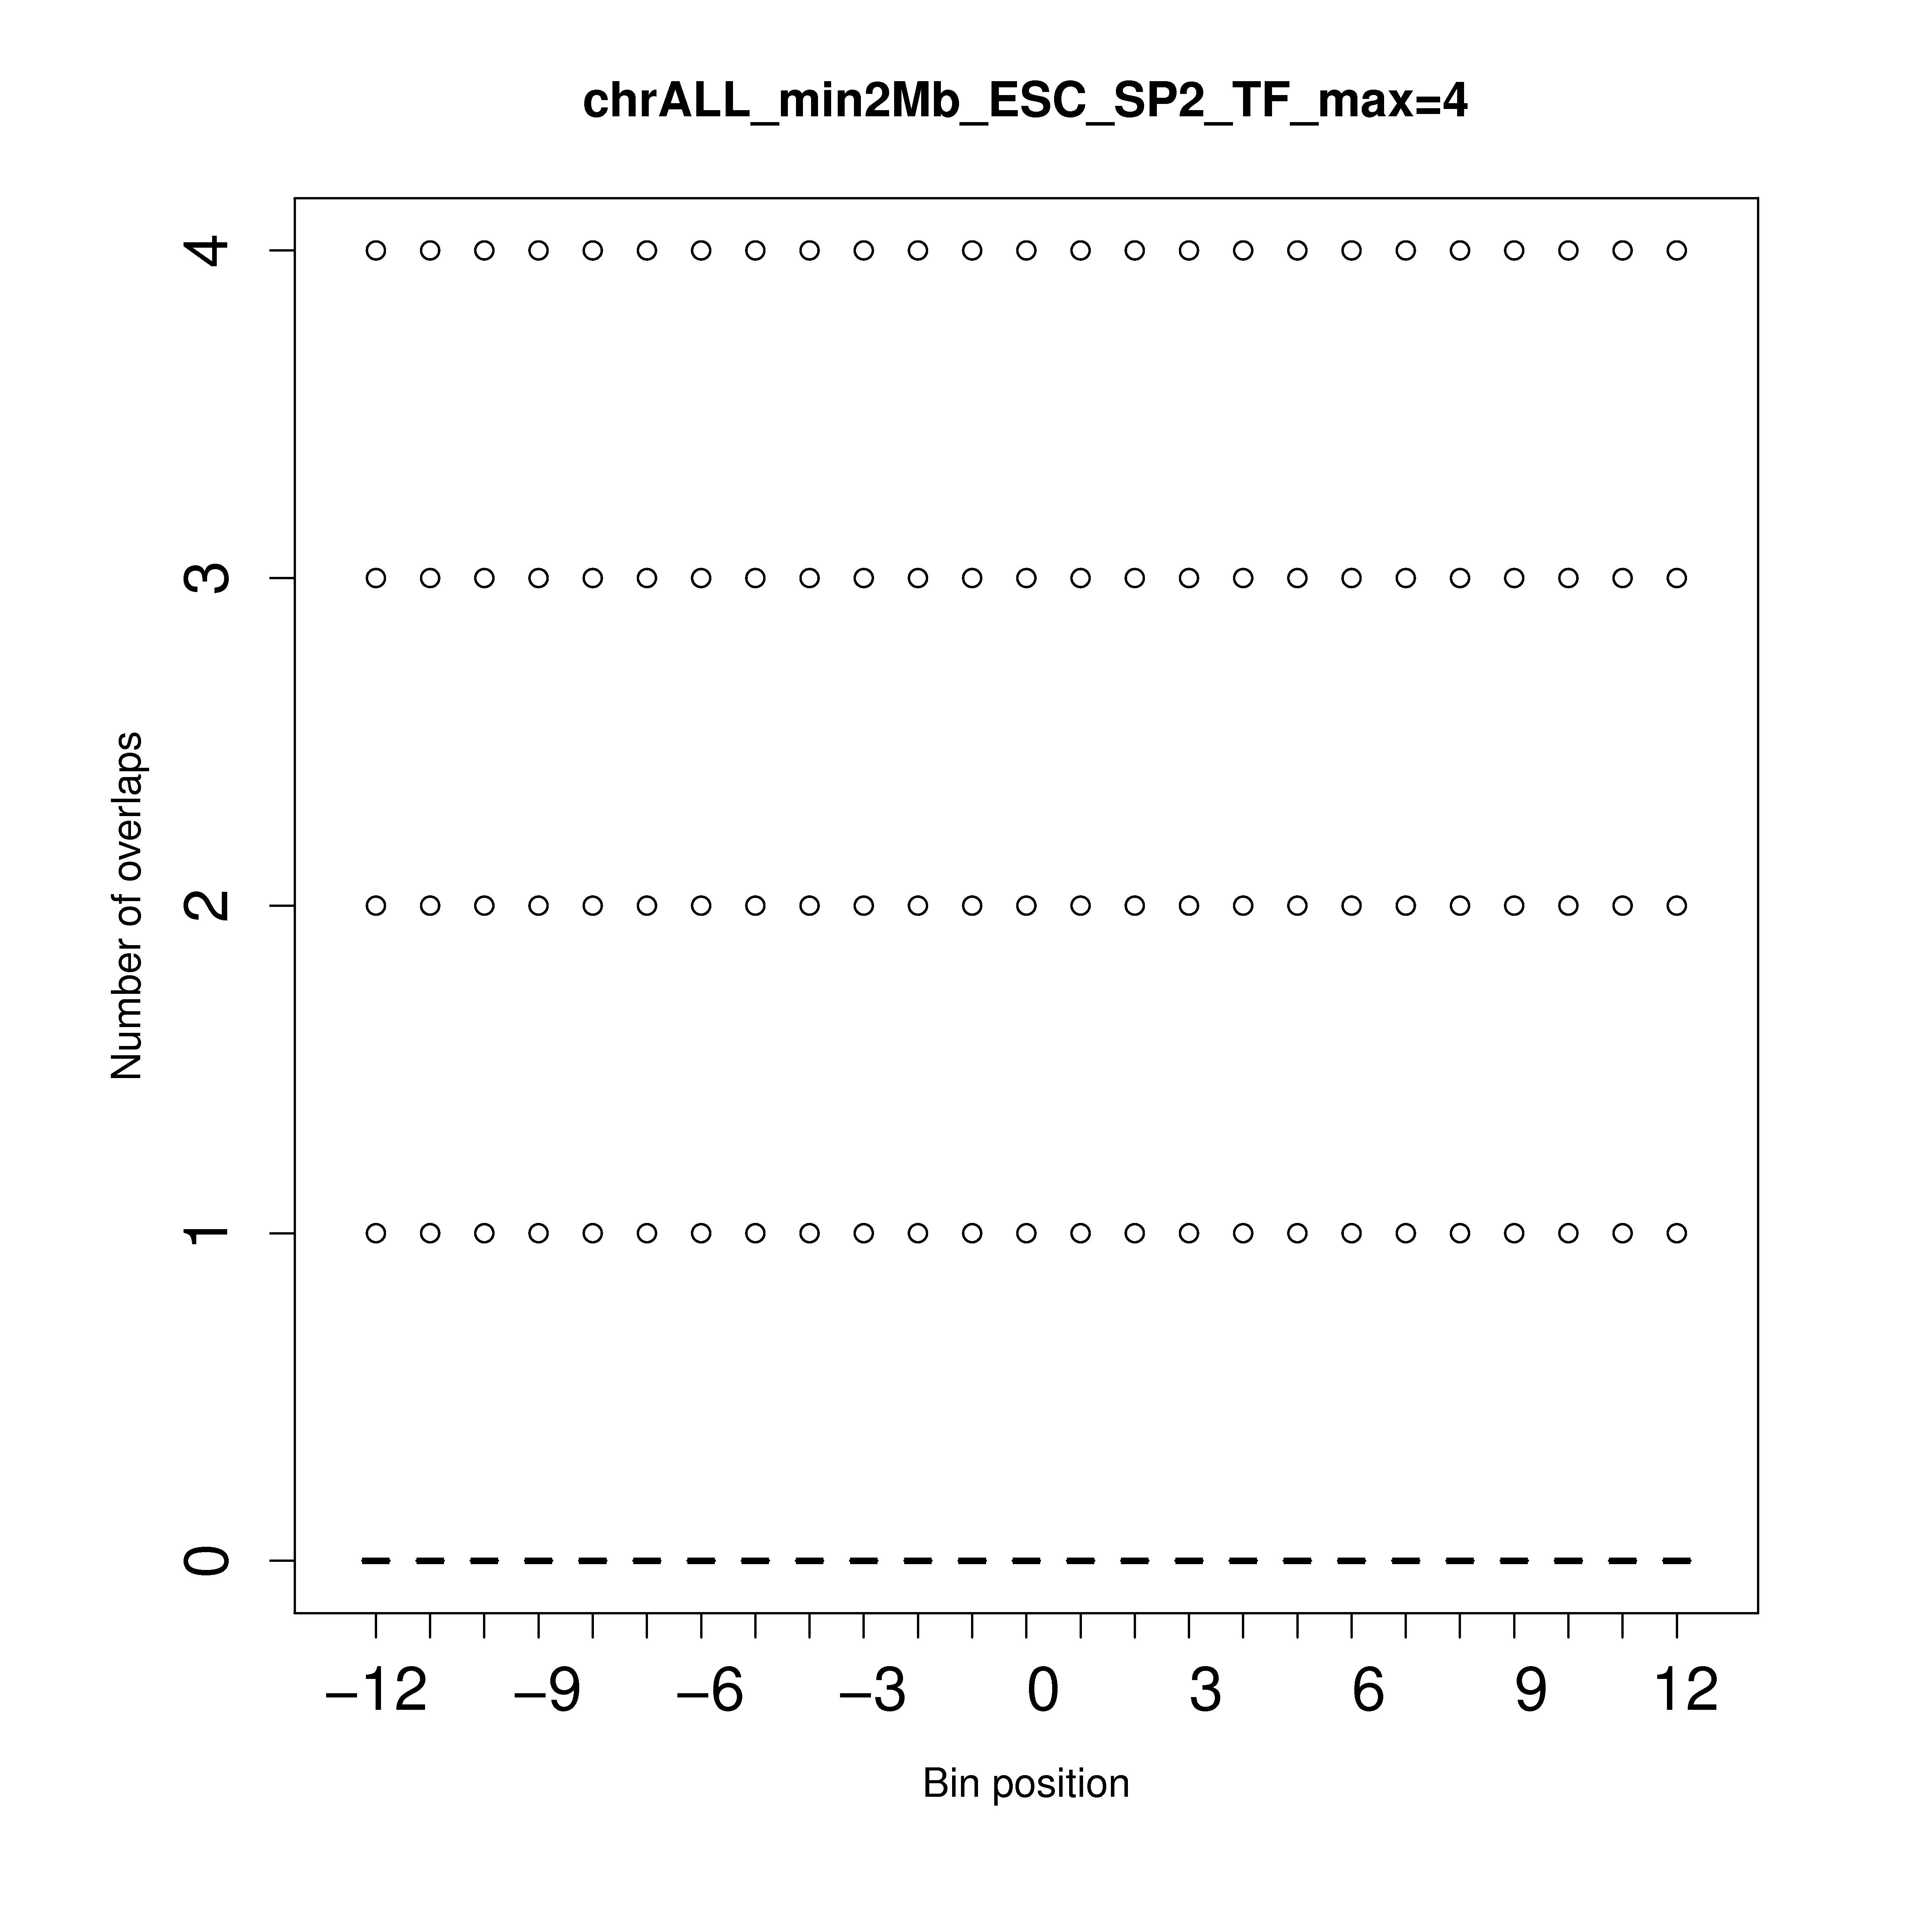 chrALL_min2Mb_ESC_SP2_TF_max=4
4
3
2
1
0
Number of overlaps
−12 −9 −6 −3 0 3 6 9 12
Bin position